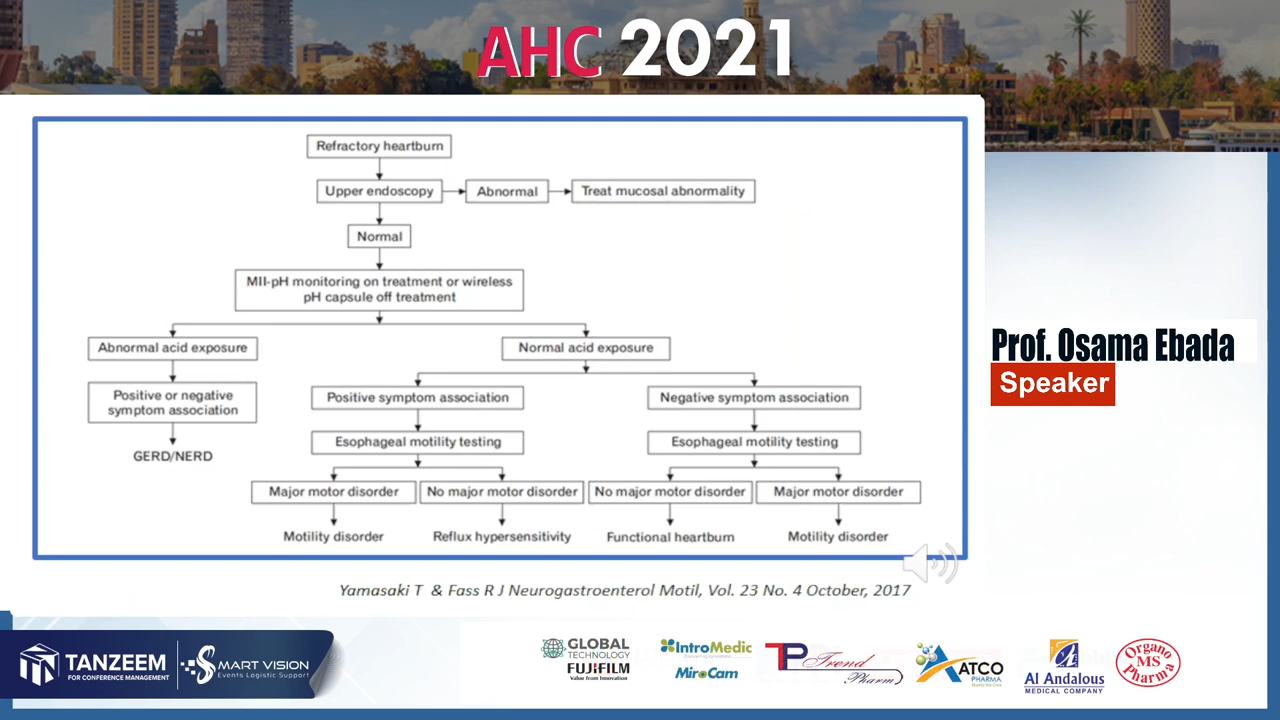 AHC 2021
Refractory heartburn
Upper endoscopy
Abnormal
Treat mucosal abnormality
Normal
MII-pH monitoring on treatment or wireless
pH capsule off treatment
Abnormal acid exposure
Normal acid exposure
Positive or negative
symptom association
Positive symptom association
Negative symptom association
Esophageal motility testing
Esophageal motility testing
GERD/NERD
Major motor disorder
No major motor disorder
No major motor disorder
Major motor disorder
Motility disorder
Reflux hypersensitivity
Functional heartburn
Motility disorder
Yamasaki T & Fass R J Neurogastroenterol Motil, Vol. 23 No. 4 October, 2017
Prof. Osama Ebada
Speaker
TANZEEM
FOR CONFERENCE MANAGEMENT
SMART VISION
Events Logistic Support
GLOBAL
TECHNOLOGY
FUJIFILM
Value from Innovation
IntroMedic
MiroCam
TP Trend
Pharm
ATCO
PHARMA
Al Andalous
MEDICAL COMPANY
Organo
MS
Pharma